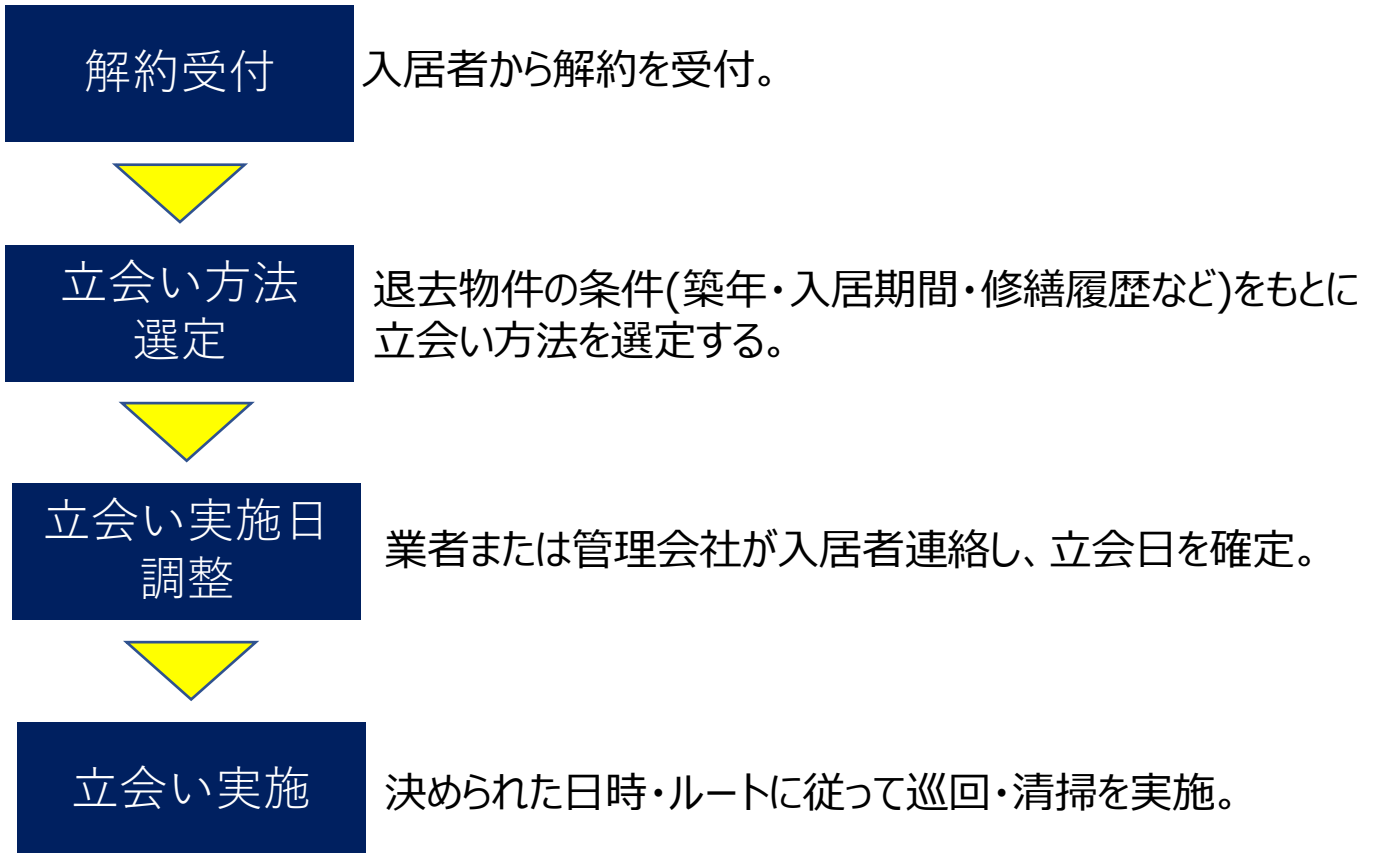 解約受付
入居者から解約を受付。
立会い方法
選定
退去物件の条件(築年・入居期間・修繕履歴など)をもとに
立会い方法を選定する。
立会い実施日
調整
業者または管理会社が入居者連絡し、立会日を確定。
立会い実施
決められた日時・ルートに従って巡回・清掃を実施。